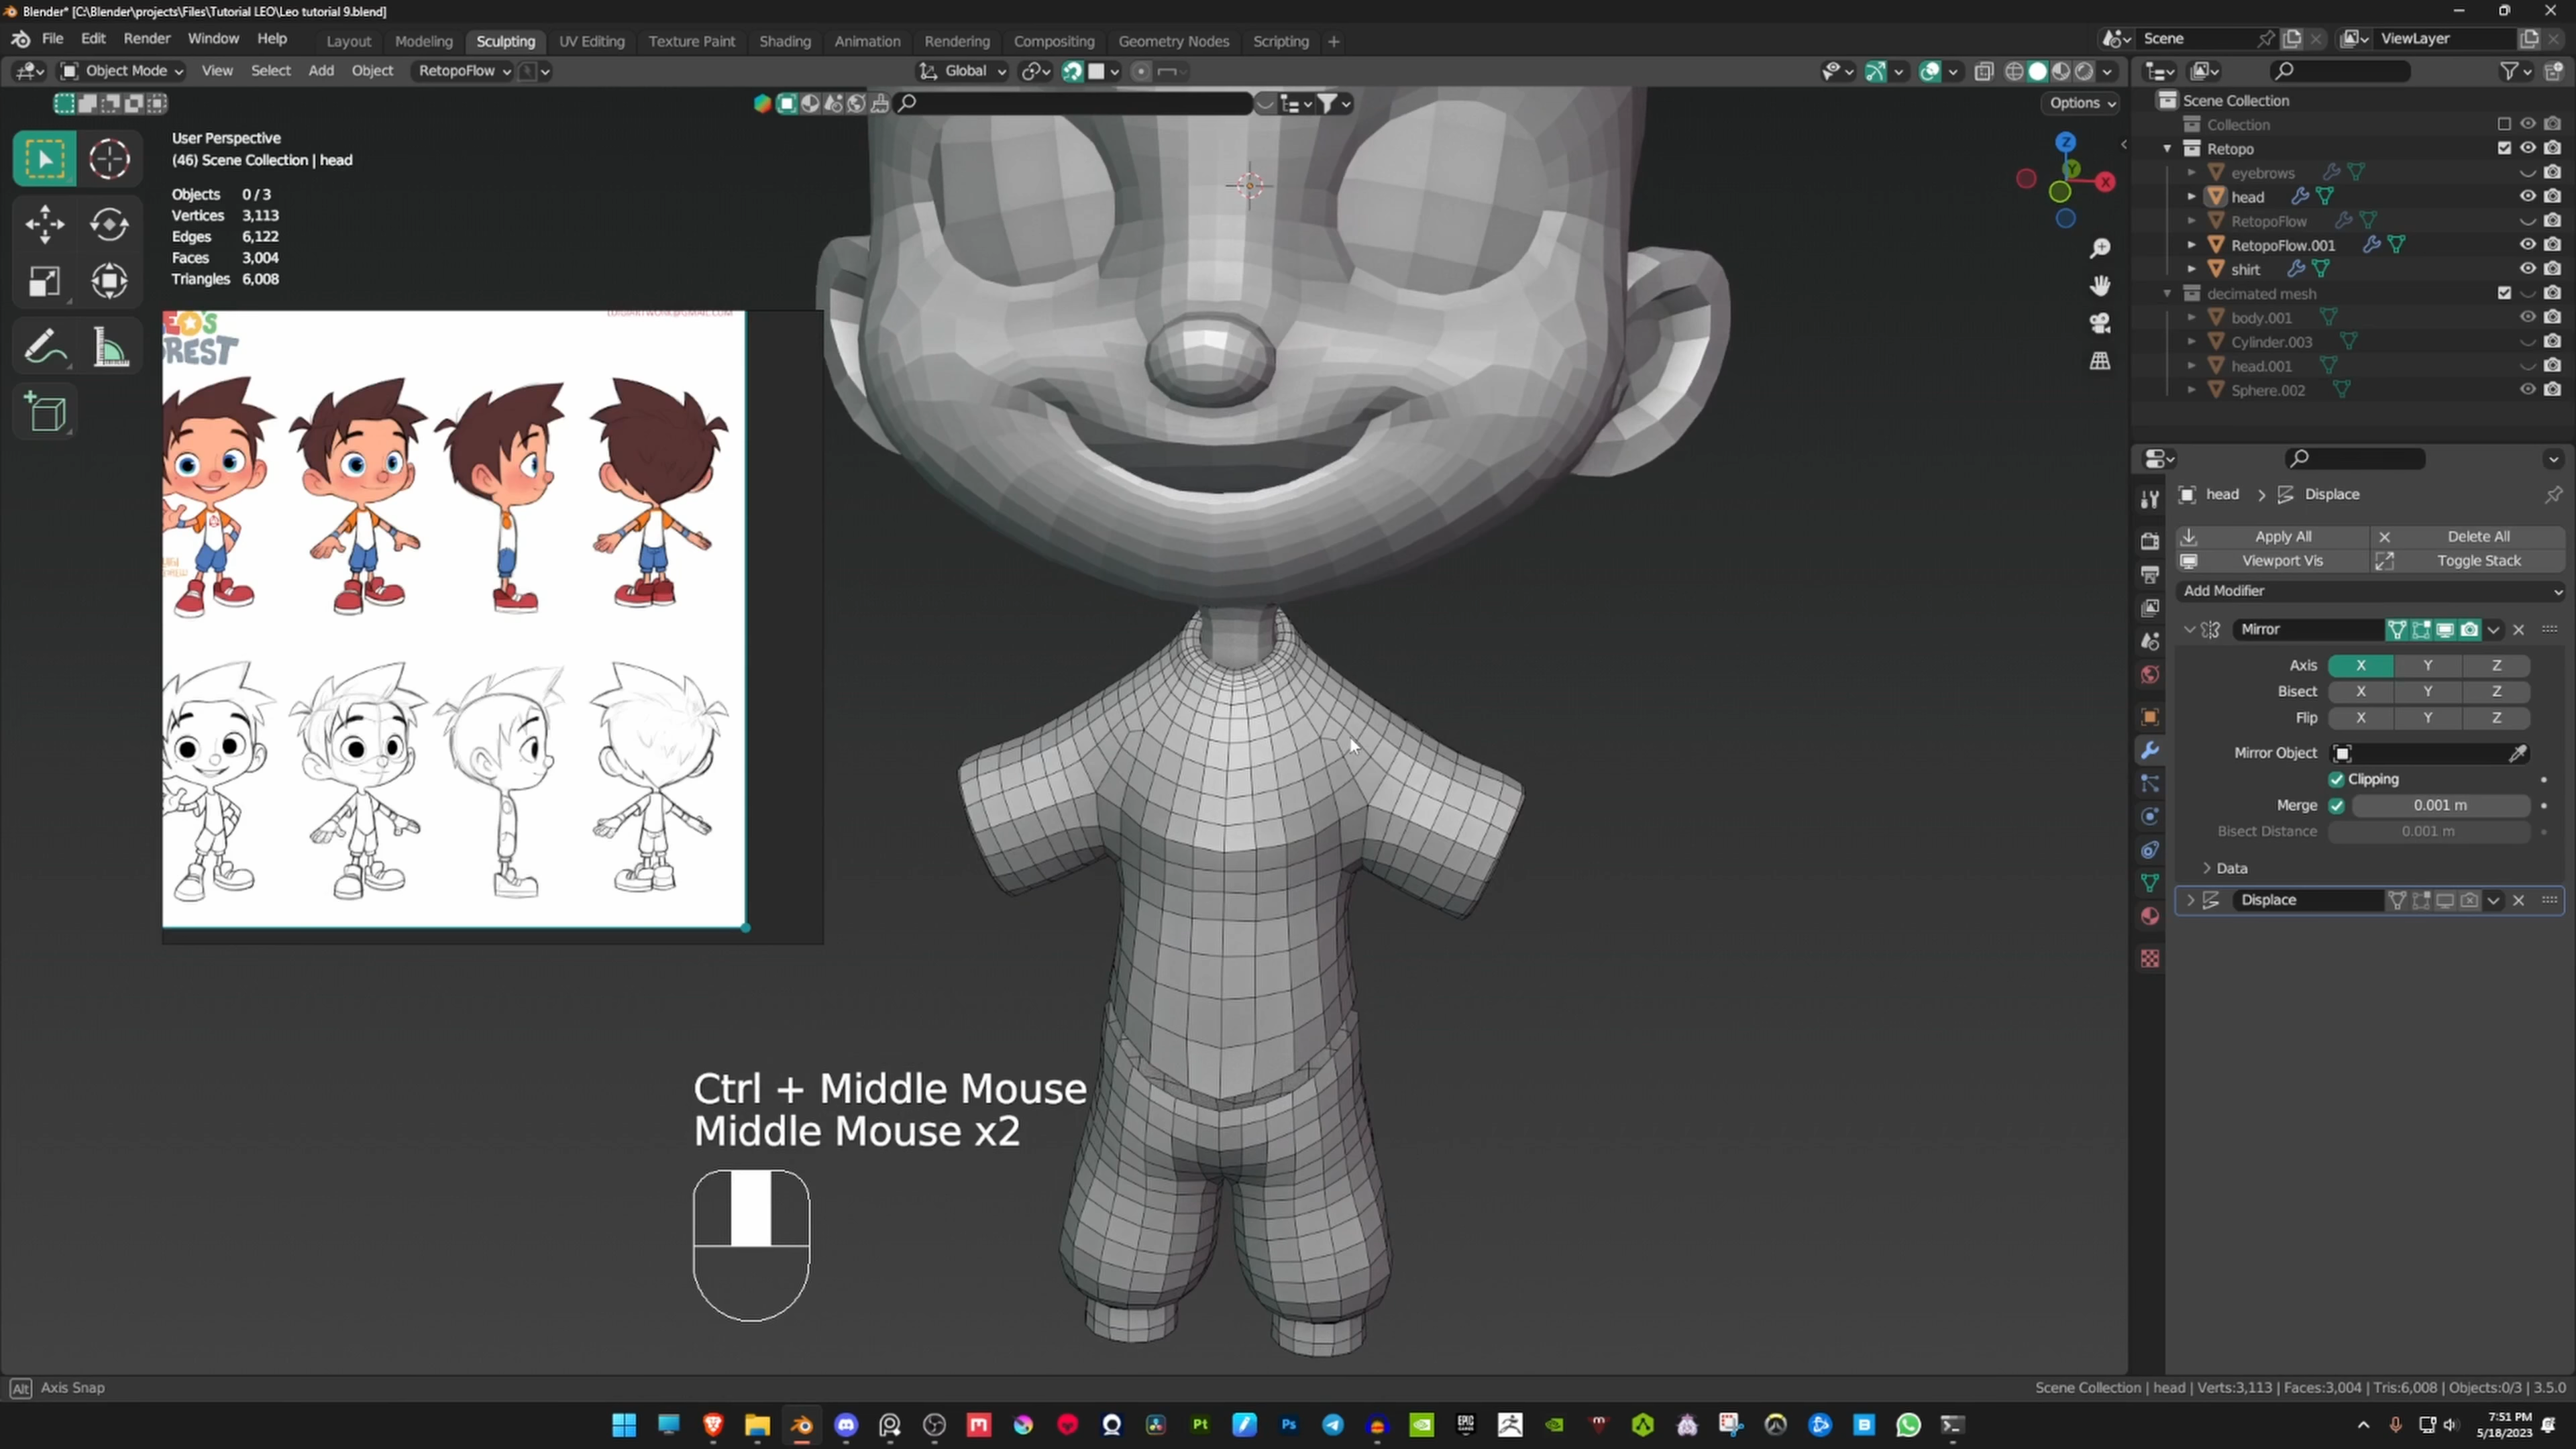 Blender* [C:\Blender\projects\Files\Tutorial LEO\Leo tutorial 9.blend]
File Edit Render Window Help
Layout Modeling Sculpting UV Editing Texture Paint Shading Animation Rendering Compositing Geometry Nodes Scripting +
Scene
ViewLayer
Object Mode View Select Add Object RetopoFlow
Global
Options
User Perspective
(46) Scene Collection | head
Objects 0 / 3
Vertices 3,113
Edges 6,122
Faces 3,004
Triangles 6,008
REST
Z
Y
X
Scene Collection
Collection
Retopo
eyebrows
head
RetopoFlow
RetopoFlow.001
shirt
decimated mesh
body.001
Cylinder.003
head.001
Sphere.002
head > Displace
Apply All
Delete All
Viewport Vis
Toggle Stack
Add Modifier
Mirror
Axis X Y Z
Bisect X Y Z
Flip X Y Z
Mirror Object
Clipping
Merge 0.001 m
Bisect Distance 0.001 m
Data
Displace
Ctrl + Middle Mouse
Middle Mouse x2
Alt Axis Snap
Scene Collection | head | Verts:3,113 | Faces:3,004 | Tris:6,008 | Objects:0/3 | 3.5.0
M
Pt
Ps
EPIC GAMES
B
7:51 PM
5/18/2023